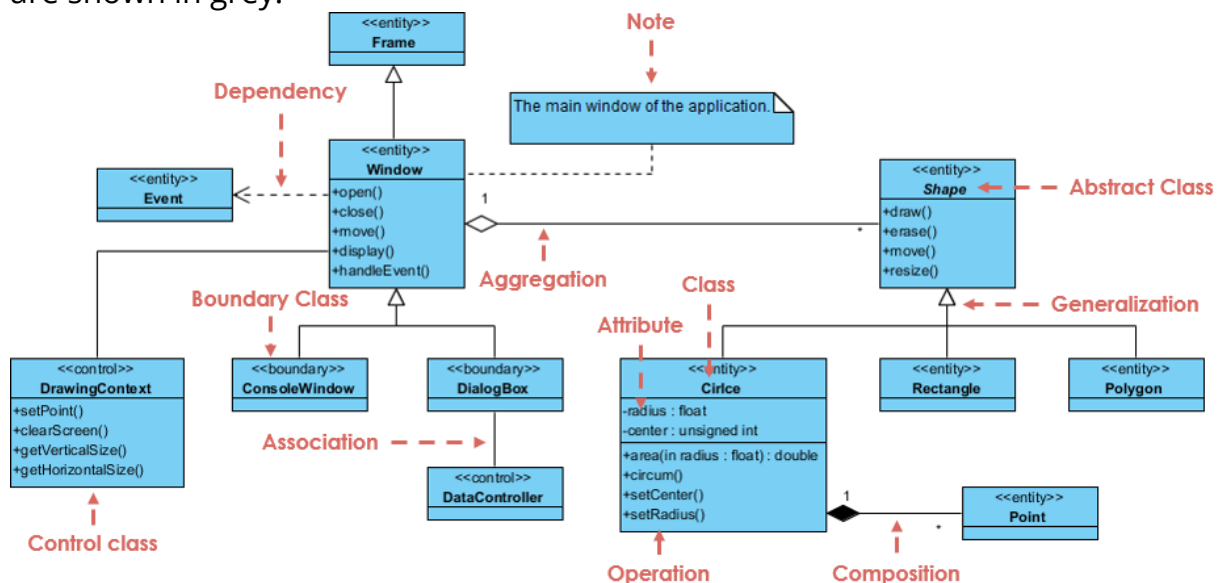 are shown in grey.
<<entity>>
Frame
Note
Dependency
The main window of the application.
<<entity>>
Window
+open()
+close()
+move()
+display()
+handleEvent()
<<entity>>
Event
1
*
Aggregation
<<entity>>
Shape
+draw()
+erase()
+move()
+resize()
Abstract Class
Boundary Class
Class
Attribute
Generalization
<<control>>
DrawingContext
+setPoint()
+clearScreen()
+getVerticalSize()
+getHorizontalSize()
<<boundary>>
ConsoleWindow
<<boundary>>
DialogBox
<<entity>>
Cirlce
-radius : float
-center : unsigned int
+area(in radius : float) : double
+circum()
+setCenter()
+setRadius()
<<entity>>
Rectangle
<<entity>>
Polygon
Association
<<control>>
DataController
1
*
<<entity>>
Point
Control class
Operation
Composition